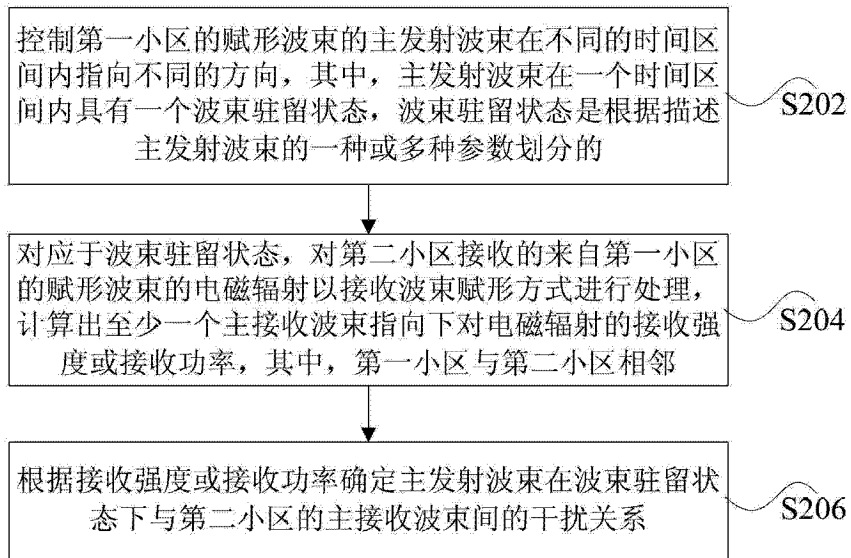 控制第一小区的赋形波束的主发射波束在不同的时间区
间内指向不同的方向，其中，主发射波束在一个时间区
间内具有一个波束驻留状态，波束驻留状态是根据描述
主发射波束的一种或多种参数划分的
S202
对应于波束驻留状态，对第二小区接收的来自第一小区
的赋形波束的电磁辐射以接收波束赋形方式进行处理，
计算出至少一个主接收波束指向下对电磁辐射的接收强
度或接收功率，其中，第一小区与第二小区相邻
S204
根据接收强度或接收功率确定主发射波束在波束驻留状
态下与第二小区的主接收波束间的干扰关系
S206